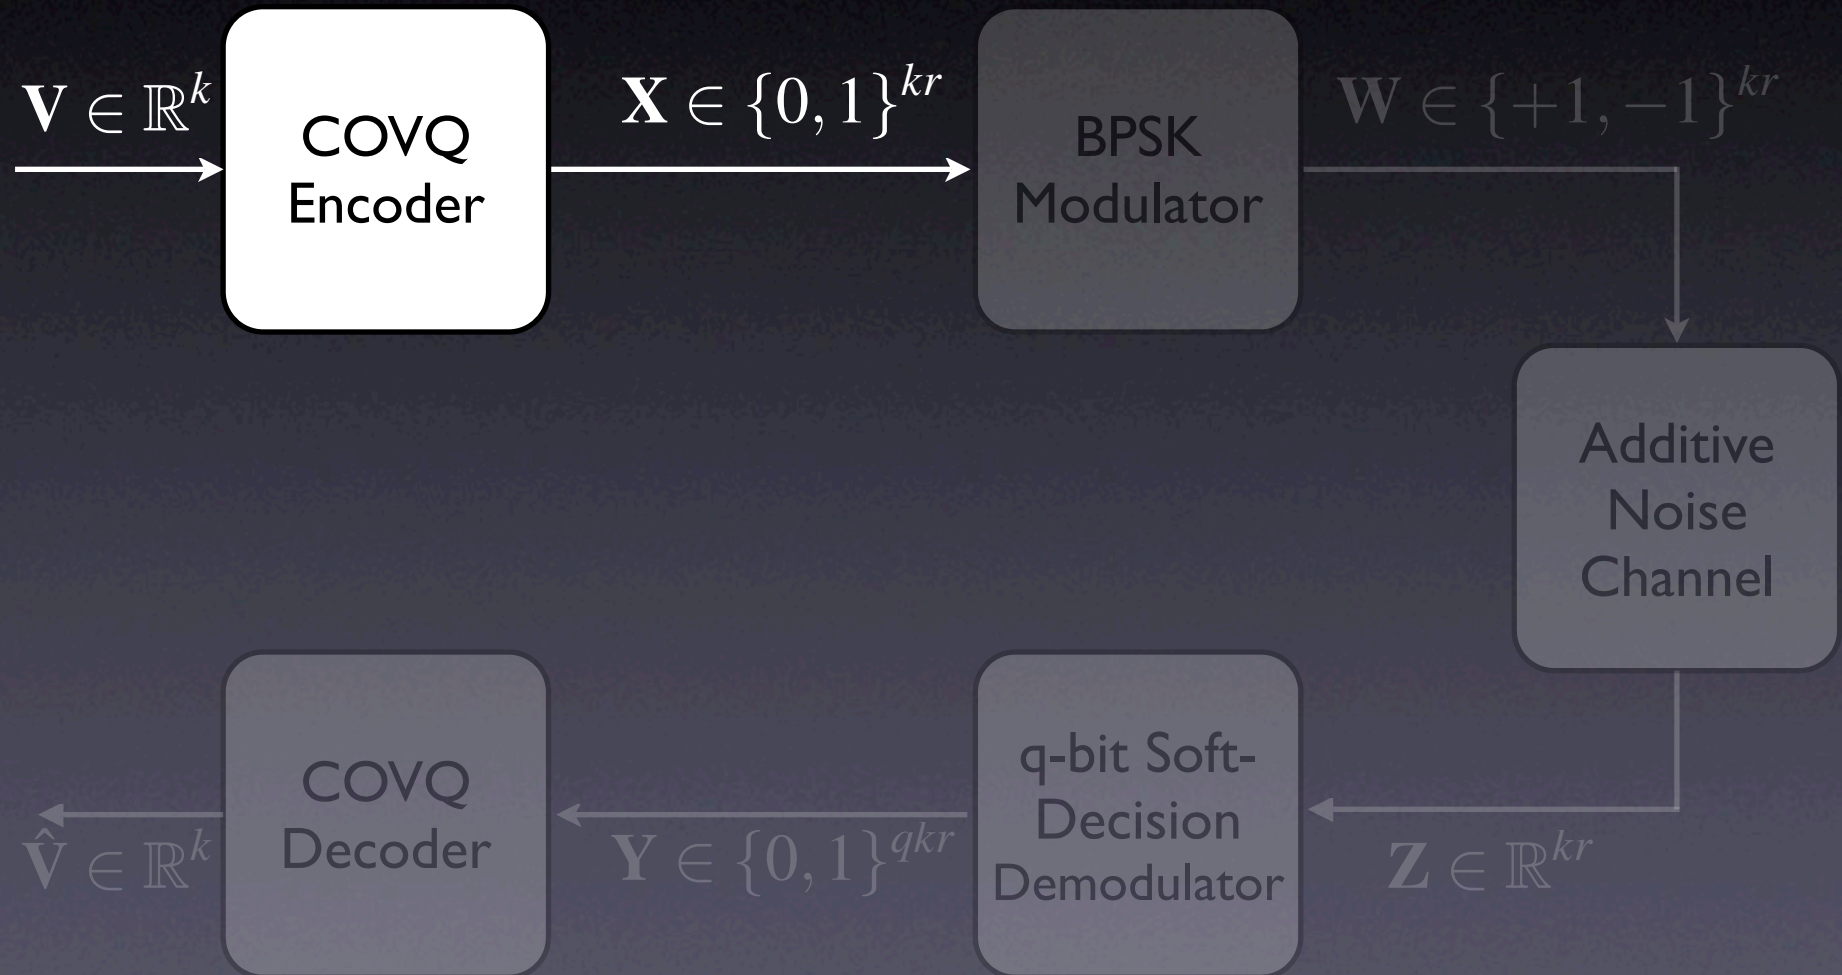 𝐕 ∈ ℝ^k
COVQ
Encoder
𝐗 ∈ {0, 1}^{kr}
BPSK
Modulator
𝐖 ∈ {+1, −1}^{kr}
Additive
Noise
Channel
𝐙 ∈ ℝ^{kr}
q-bit Soft-
Decision
Demodulator
𝐘 ∈ {0, 1}^{qkr}
COVQ
Decoder
𝐕̂ ∈ ℝ^k